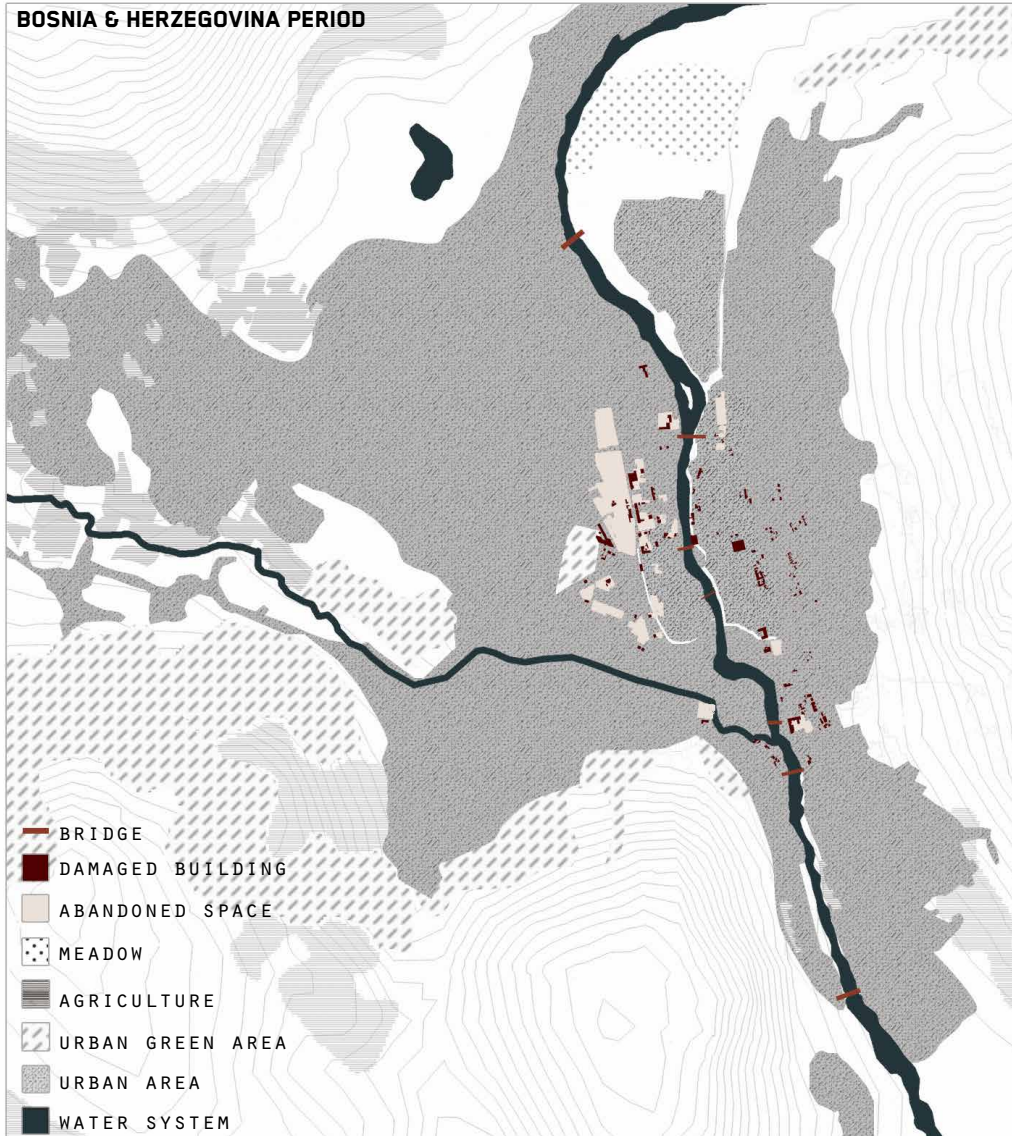 BOSNIA & HERZEGOVINA PERIOD
BRIDGE
DAMAGED BUILDING
ABANDONED SPACE
MEADOW
AGRICULTURE
URBAN GREEN AREA
URBAN AREA
WATER SYSTEM